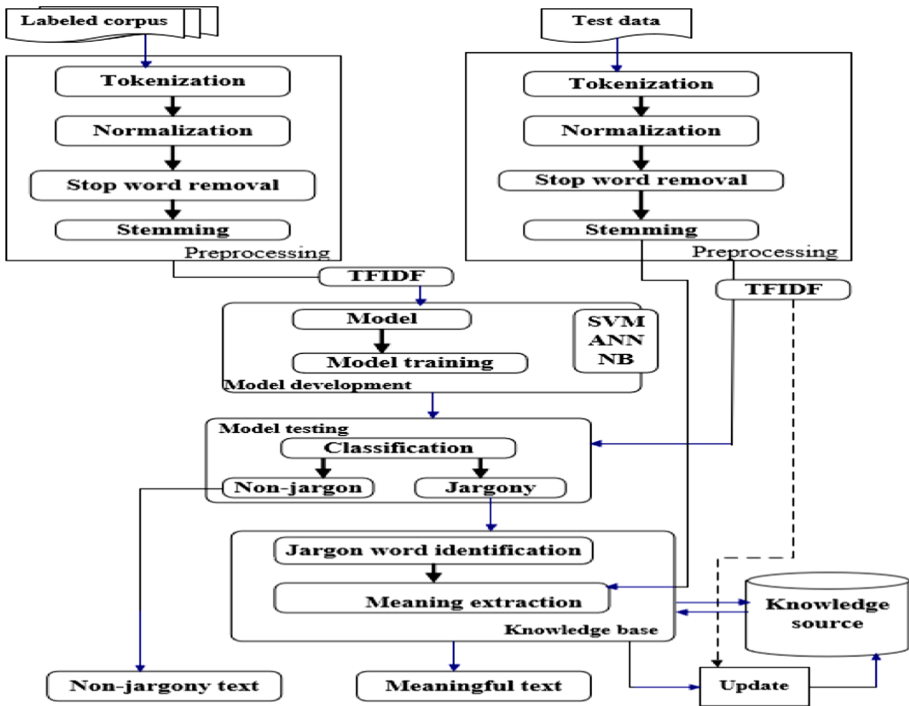 Labeled corpus
Tokenization
Normalization
Stop word removal
Stemming
Preprocessing
Test data
Tokenization
Normalization
Stop word removal
Stemming
Preprocessing
TFIDF
TFIDF
Model
Model training
Model development
SVM
ANN
NB
Model testing
Classification
Non-jargon
Jargony
Jargon word identification
Meaning extraction
Knowledge base
Knowledge
source
Non-jargony text
Meaningful text
Update